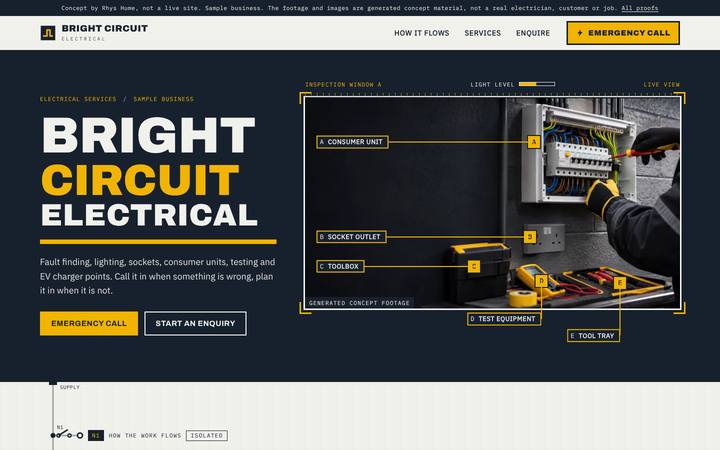 Concept by Rhys Hume, not a live site. Sample business. The footage and images are generated concept material, not a real electrician, customer or job. All proofs
BRIGHT CIRCUIT
ELECTRICAL
HOW IT FLOWS
SERVICES
ENQUIRE
EMERGENCY CALL
INSPECTION WINDOW A
LIGHT LEVEL
LIVE VIEW
ELECTRICAL SERVICES / SAMPLE BUSINESS
BRIGHT
CIRCUIT
ELECTRICAL
Fault finding, lighting, sockets, consumer units, testing and
EV charger points. Call it in when something is wrong, plan
it in when it is not.
EMERGENCY CALL
START AN ENQUIRY
A CONSUMER UNIT
A
B SOCKET OUTLET
B
C TOOLBOX
C
D
E
GENERATED CONCEPT FOOTAGE
D TEST EQUIPMENT
E TOOL TRAY
SUPPLY
N1
N1 HOW THE WORK FLOWS ISOLATED